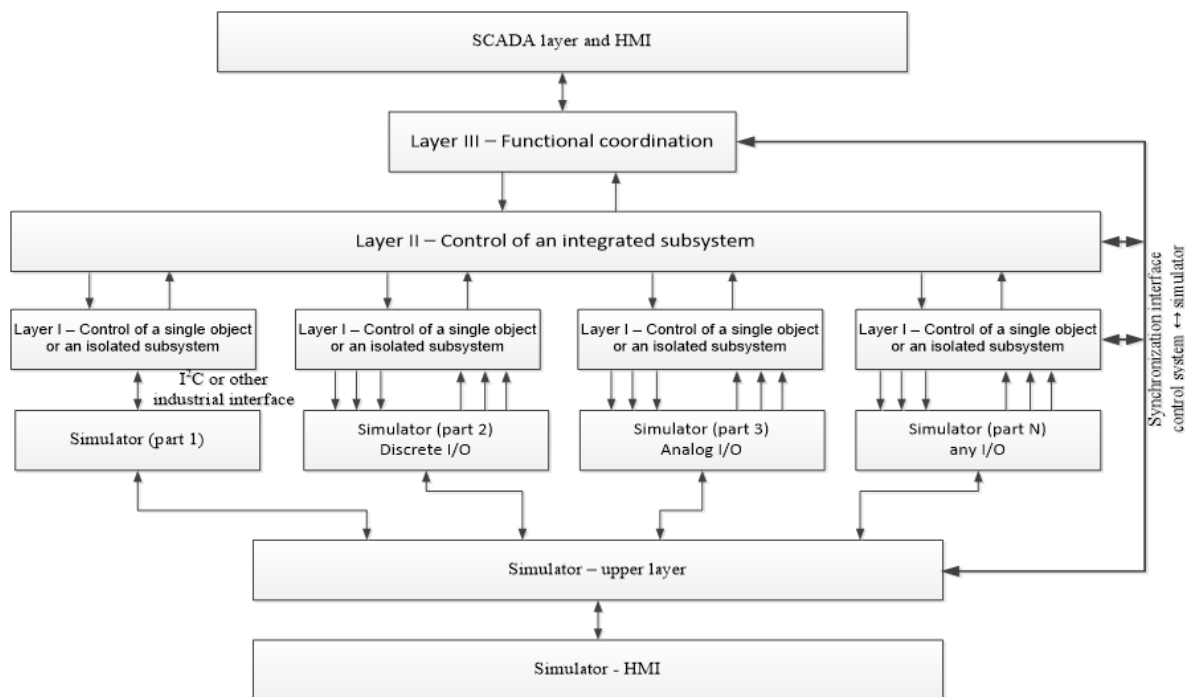 SCADA layer and HMI
Layer III – Functional coordination
Layer II – Control of an integrated subsystem
Layer I – Control of a single object
or an isolated subsystem
Layer I – Control of a single object
or an isolated subsystem
Layer I – Control of a single object
or an isolated subsystem
Layer I – Control of a single object
or an isolated subsystem
I²C or other
industrial interface
Simulator (part 1)
Simulator (part 2)
Discrete I/O
Simulator (part 3)
Analog I/O
Simulator (part N)
any I/O
Simulator – upper layer
Simulator - HMI
Synchronization interface
control system ↔ simulator